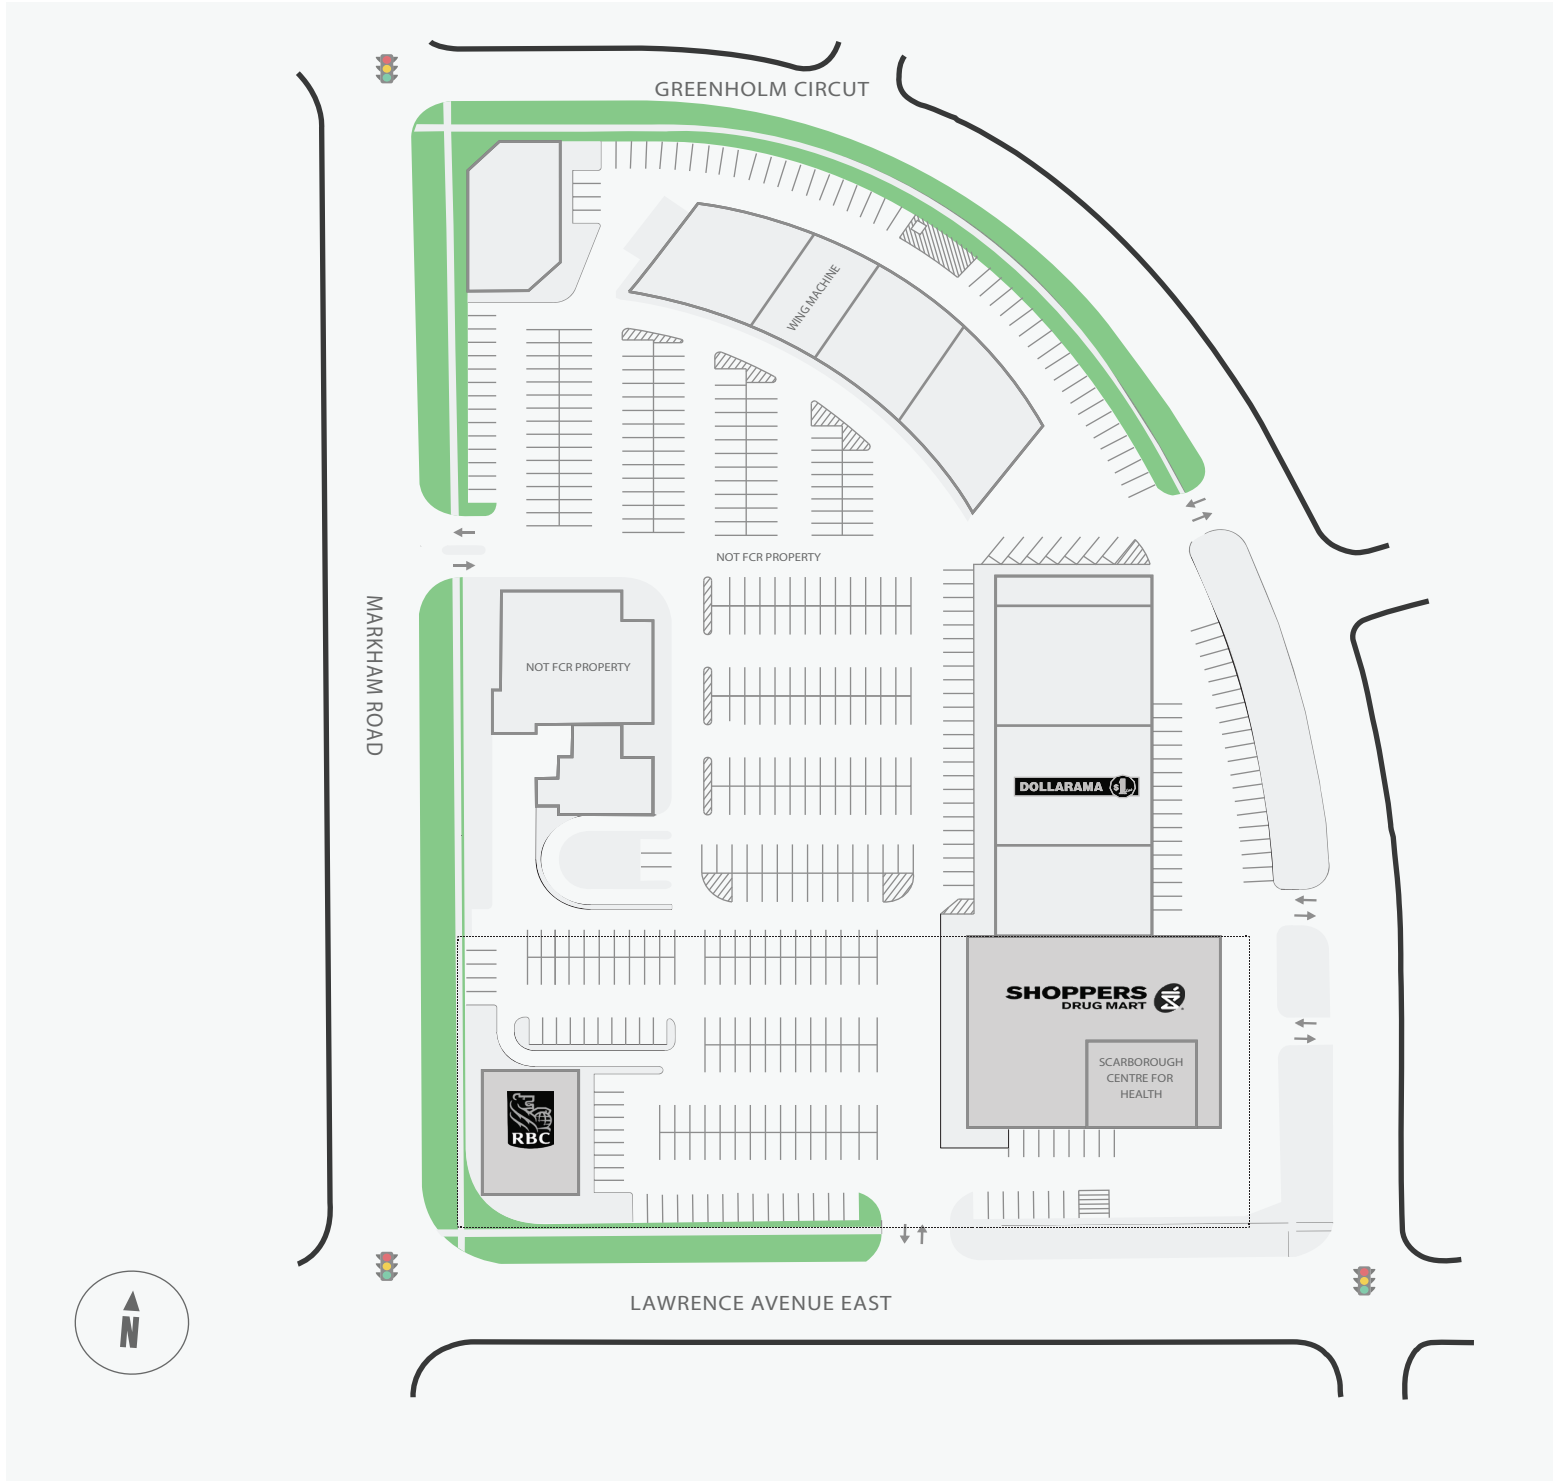 GREENHOLM CIRCUT
WING MACHINE
NOT FCR PROPERTY
MARKHAM ROAD
NOT FCR PROPERTY
DOLLARAMA $1
SHOPPERS
DRUG MART
SCARBOROUGH
CENTRE FOR
HEALTH
RBC
LAWRENCE AVENUE EAST
N